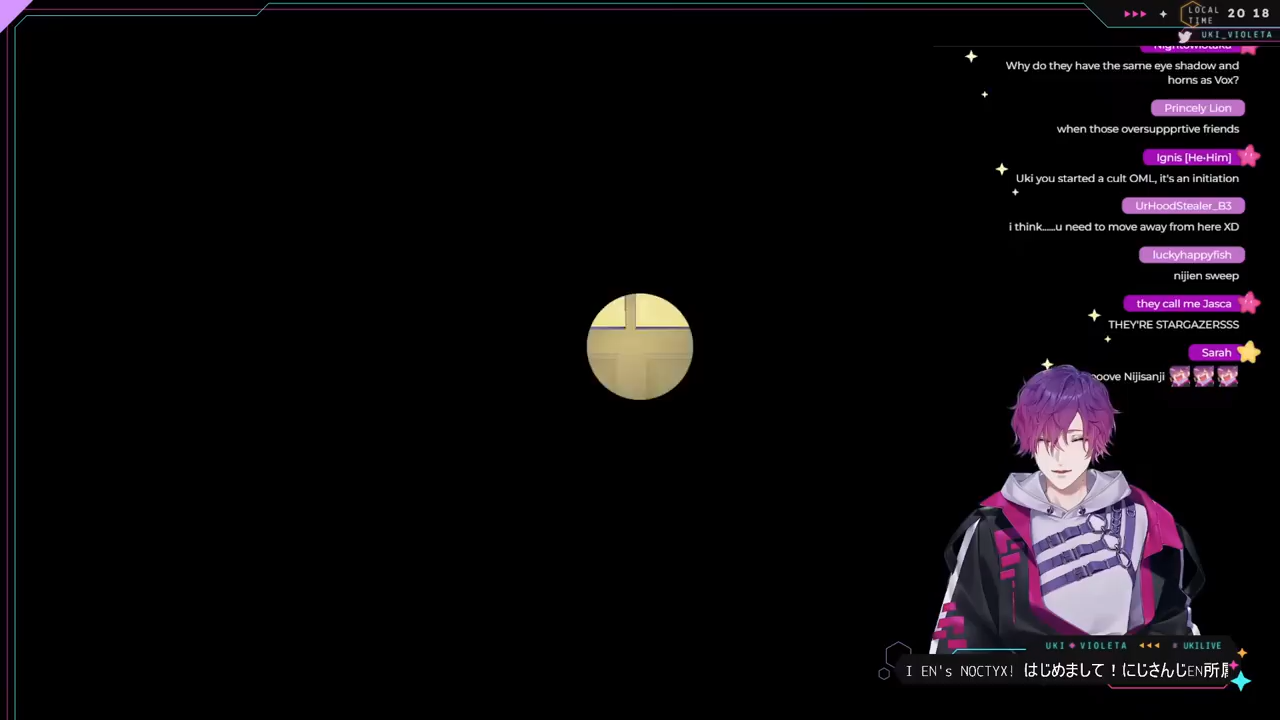 LOCAL TIME 20 18
UKI_VIOLETA
Nightowlotaku
Why do they have the same eye shadow and
horns as Vox?
Princely Lion
when those oversuppprtive friends
Ignis [He-Him]
Uki you started a cult OML, it's an initiation
UrHoodStealer_B3
i think......u need to move away from here XD
luckyhappyfish
nijien sweep
they call me Jasca
THEY'RE STARGAZERSSS
Sarah
Nijisanji
UKI VIOLETA
UKILIVE
I EN's NOCTYX! はじめまして！にじさんじEN所属